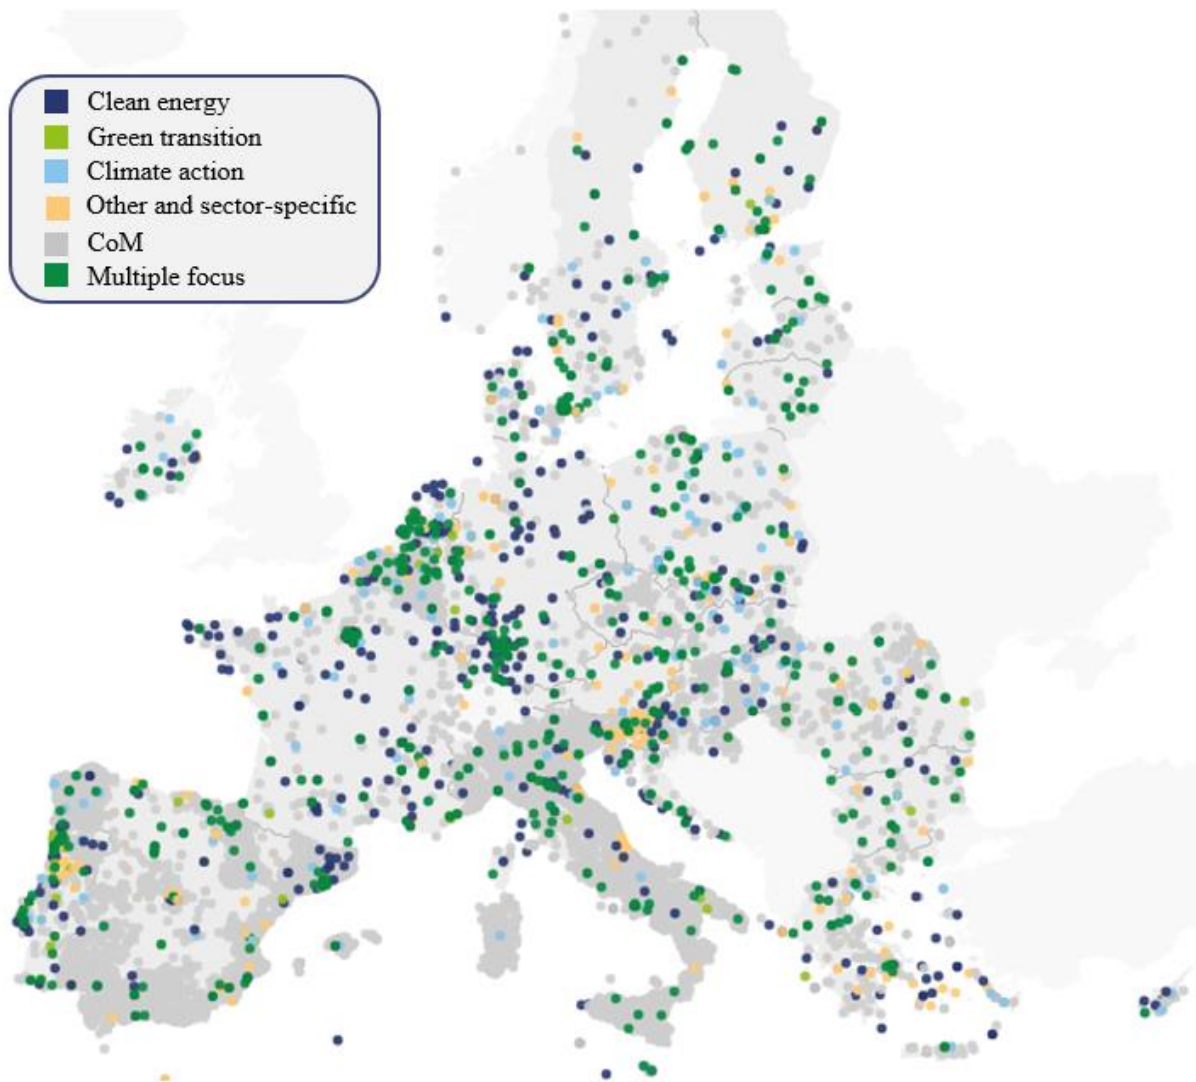 Clean energy
Green transition
Climate action
Other and sector-specific
CoM
Multiple focus